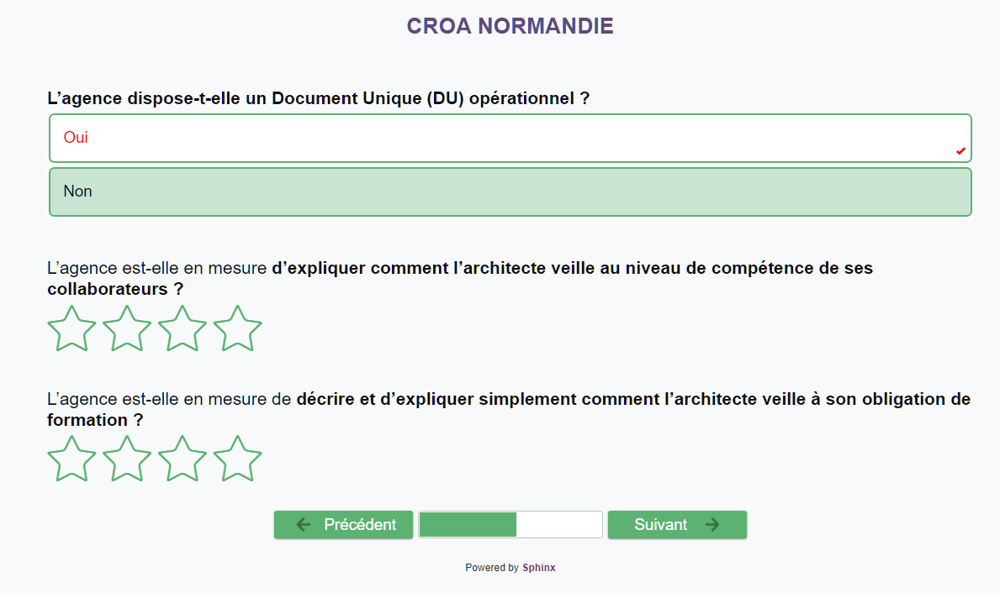 CROA NORMANDIE
L’agence dispose-t-elle un Document Unique (DU) opérationnel ?
Oui
Non
L’agence est-elle en mesure d’expliquer comment l’architecte veille au niveau de compétence de ses
collaborateurs ?
L’agence est-elle en mesure de décrire et d’expliquer simplement comment l’architecte veille à son obligation de
formation ?
Précédent
Suivant
Powered by Sphinx